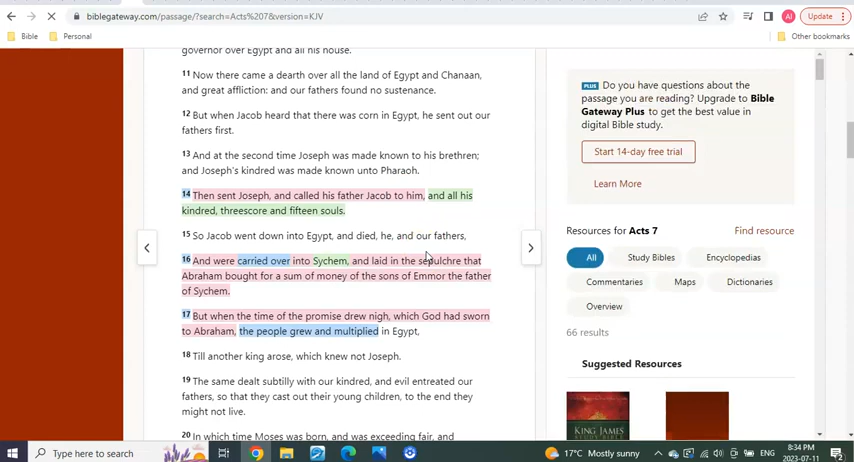 biblegateway.com/passage/?search=Acts%207&version=KJV
AI
Update
Bible
Personal
Other bookmarks
governor over Egypt and all his house.
11 Now there came a dearth over all the land of Egypt and Chanaan,
and great affliction: and our fathers found no sustenance.
12 But when Jacob heard that there was corn in Egypt, he sent out our
fathers first.
13 And at the second time Joseph was made known to his brethren;
and Joseph's kindred was made known unto Pharaoh.
14 Then sent Joseph, and called his father Jacob to him, and all his
kindred, threescore and fifteen souls.
15 So Jacob went down into Egypt, and died, he, and our fathers,
16 And were carried over into Sychem, and laid in the sepulchre that
Abraham bought for a sum of money of the sons of Emmor the father
of Sychem.
17 But when the time of the promise drew nigh, which God had sworn
to Abraham, the people grew and multiplied in Egypt,
18 Till another king arose, which knew not Joseph.
19 The same dealt subtilly with our kindred, and evil entreated our
fathers, so that they cast out their young children, to the end they
might not live.
20 In which time Moses was born, and was exceeding fair, and
PLUS Do you have questions about the
passage you are reading? Upgrade to Bible
Gateway Plus to get the best value in
digital Bible study.
Start 14-day free trial
Learn More
Resources for Acts 7
Find resource
All
Study Bibles
Encyclopedias
Commentaries
Maps
Dictionaries
Overview
66 results
Suggested Resources
KING JAMES
Type here to search
17°C Mostly sunny
ENG
8:34 PM
2023-07-11
2